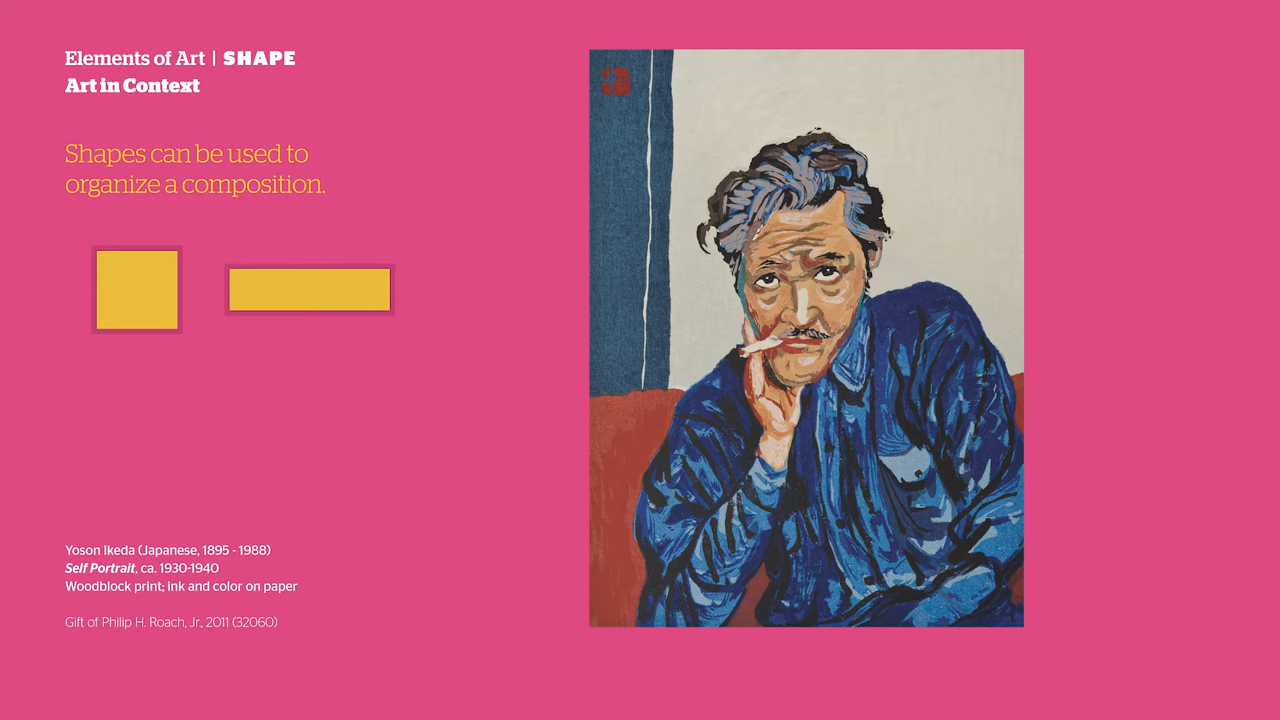 Elements of Art | SHAPE
Art in Context
Shapes can be used to
organize a composition.
Yoson Ikeda (Japanese, 1895 - 1988)
Self Portrait, ca. 1930-1940
Woodblock print; ink and color on paper
Gift of Philip H. Roach, Jr., 2011 (32060)